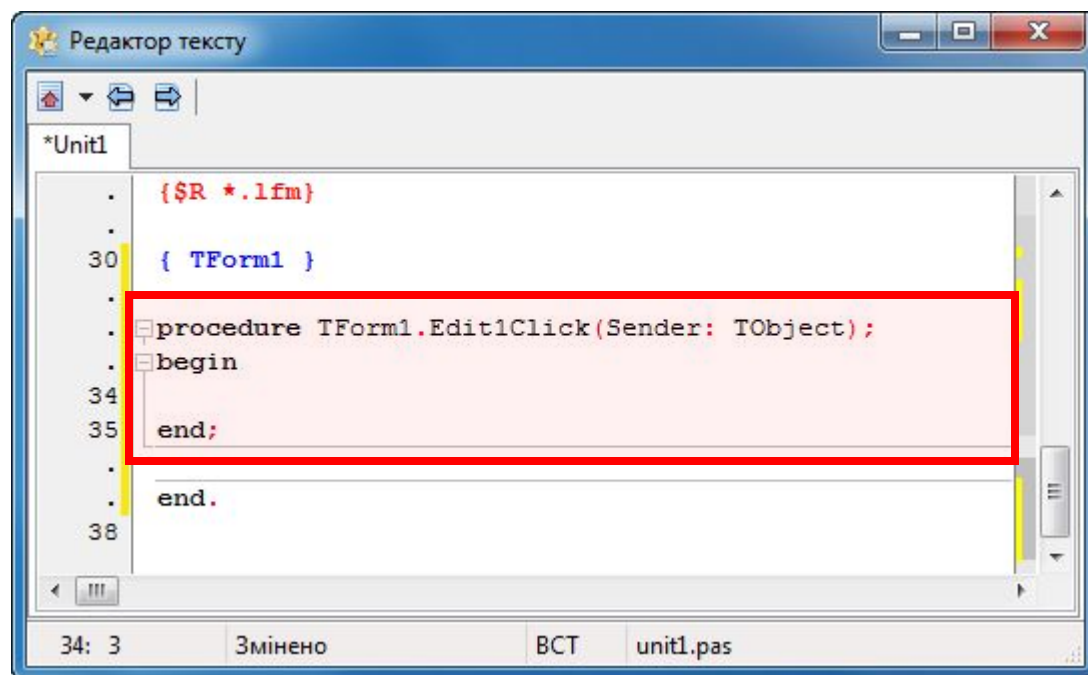 Редактор тексту
*Unit1
. {$R *.lfm}
.
30 { TForm1 }
.
. procedure TForm1.Edit1Click(Sender: TObject);
. begin
34
35 end;
.
. end.
38
34: 3 Змінено ВСТ unit1.pas